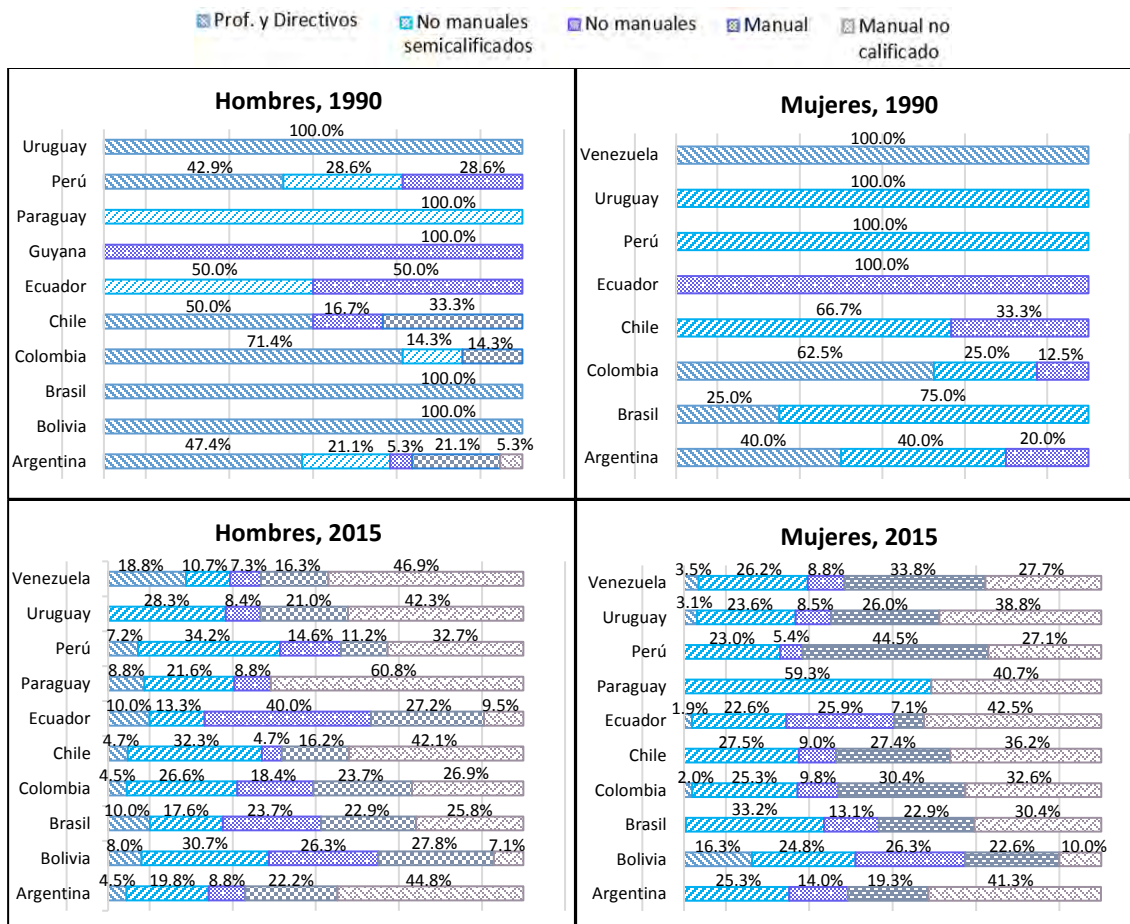 Prof. y Directivos No manuales semicalificados No manuales Manual Manual no calificado
Hombres, 1990
Uruguay 100.0%
Perú 42.9% 28.6% 28.6%
Paraguay 100.0%
Guyana 100.0%
Ecuador 50.0% 50.0%
Chile 50.0% 16.7% 33.3%
Colombia 71.4% 14.3% 14.3%
Brasil 100.0%
Bolivia 100.0%
Argentina 47.4% 21.1% 5.3% 21.1% 5.3%
Mujeres, 1990
Venezuela 100.0%
Uruguay 100.0%
Perú 100.0%
Ecuador 100.0%
Chile 66.7% 33.3%
Colombia 62.5% 25.0% 12.5%
Brasil 25.0% 75.0%
Argentina 40.0% 40.0% 20.0%
Hombres, 2015
Venezuela 18.8% 10.7% 7.3% 16.3% 46.9%
Uruguay 28.3% 8.4% 21.0% 42.3%
Perú 7.2% 34.2% 14.6% 11.2% 32.7%
Paraguay 8.8% 21.6% 8.8% 60.8%
Ecuador 10.0% 13.3% 40.0% 27.2% 9.5%
Chile 4.7% 32.3% 4.7% 16.2% 42.1%
Colombia 4.5% 26.6% 18.4% 23.7% 26.9%
Brasil 10.0% 17.6% 23.7% 22.9% 25.8%
Bolivia 8.0% 30.7% 26.3% 27.8% 7.1%
Argentina 4.5% 19.8% 8.8% 22.2% 44.8%
Mujeres, 2015
Venezuela 3.5% 26.2% 8.8% 33.8% 27.7%
Uruguay 3.1% 23.6% 8.5% 26.0% 38.8%
Perú 23.0% 5.4% 44.5% 27.1%
Paraguay 59.3% 40.7%
Ecuador 1.9% 22.6% 25.9% 7.1% 42.5%
Chile 27.5% 9.0% 27.4% 36.2%
Colombia 2.0% 25.3% 9.8% 30.4% 32.6%
Brasil 33.2% 13.1% 22.9% 30.4%
Bolivia 16.3% 24.8% 26.3% 22.6% 10.0%
Argentina 25.3% 14.0% 19.3% 41.3%